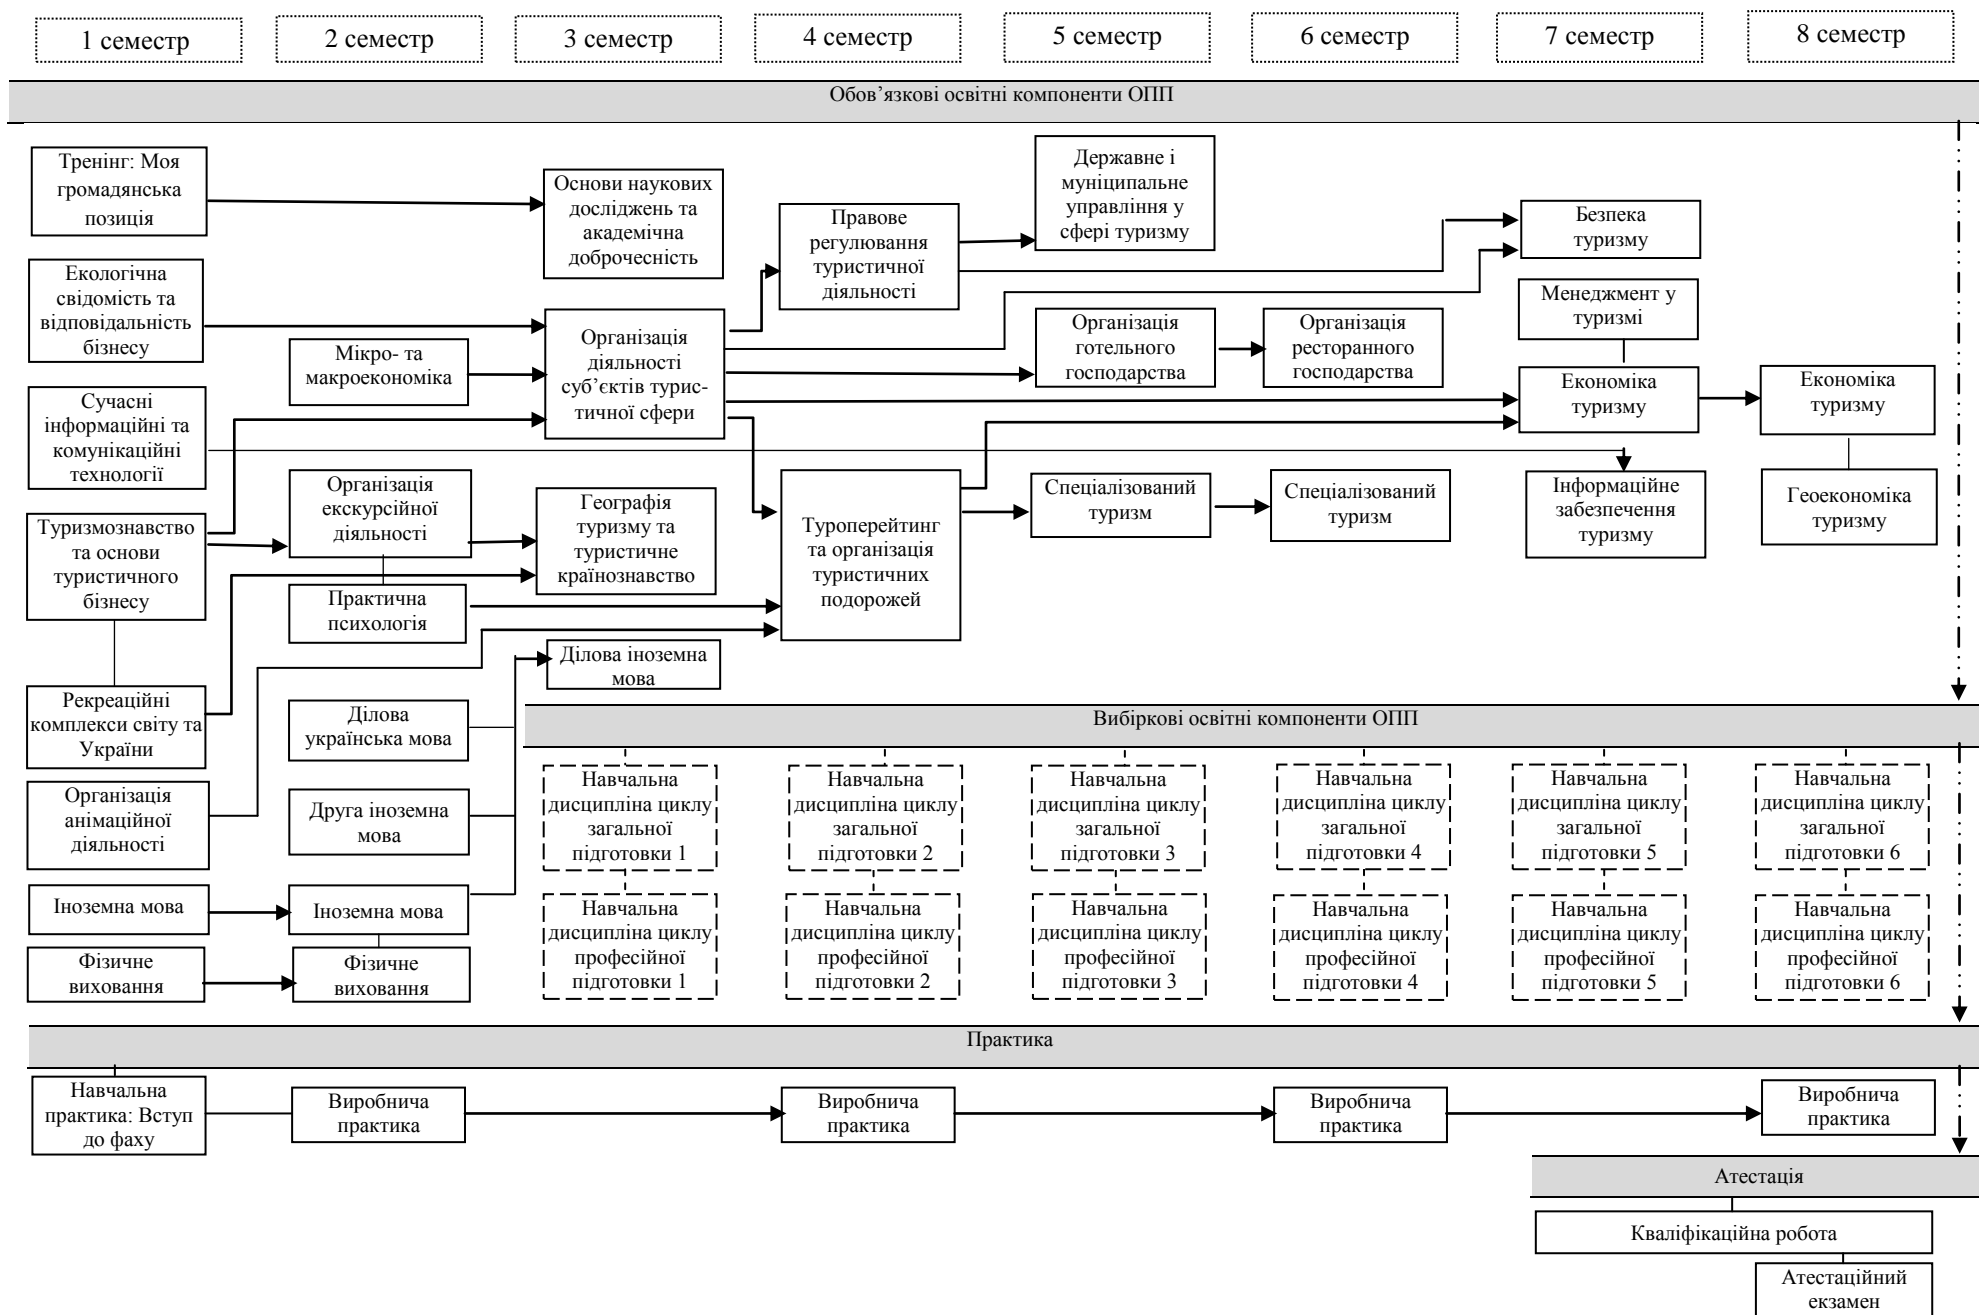 1 семестр
2 семестр
3 семестр
4 семестр
5 семестр
6 семестр
7 семестр
8 семестр
Обов’язкові освітні компоненти ОПП
Тренінг: Моя
громадянська
позиція
Екологічна
свідомість та
відповідальність
бізнесу
Сучасні
інформаційні та
комунікаційні
технології
Туризмознавство
та основи
туристичного
бізнесу
Рекреаційні
комплекси світу та
України
Організація
анімаційної
діяльності
Іноземна мова
Фізичне
виховання
Мікро- та
макроекономіка
Організація
екскурсійної
діяльності
Практична
психологія
Ділова
українська мова
Друга іноземна
мова
Іноземна мова
Фізичне
виховання
Основи наукових
досліджень та
академічна
доброчесність
Організація
діяльності
суб’єктів турис-
тичної сфери
Географія
туризму та
туристичне
країнознавство
Ділова іноземна
мова
Правове
регулювання
туристичної
діяльності
Туроперейтинг
та організація
туристичних
подорожей
Державне і
муніципальне
управління у
сфері туризму
Організація
готельного
господарства
Спеціалізований
туризм
Організація
ресторанного
господарства
Спеціалізований
туризм
Безпека
туризму
Менеджмент у
туризмі
Економіка
туризму
Інформаційне
забезпечення
туризму
Економіка
туризму
Геоекономіка
туризму
Вибіркові освітні компоненти ОПП
Навчальна
дисципліна циклу
загальної
підготовки 1
Навчальна
дисципліна циклу
загальної
підготовки 2
Навчальна
дисципліна циклу
загальної
підготовки 3
Навчальна
дисципліна циклу
загальної
підготовки 4
Навчальна
дисципліна циклу
загальної
підготовки 5
Навчальна
дисципліна циклу
загальної
підготовки 6
Навчальна
дисципліна циклу
професійної
підготовки 1
Навчальна
дисципліна циклу
професійної
підготовки 2
Навчальна
дисципліна циклу
професійної
підготовки 3
Навчальна
дисципліна циклу
професійної
підготовки 4
Навчальна
дисципліна циклу
професійної
підготовки 5
Навчальна
дисципліна циклу
професійної
підготовки 6
Практика
Навчальна
практика: Вступ
до фаху
Виробнича
практика
Виробнича
практика
Виробнича
практика
Виробнича
практика
Атестація
Кваліфікаційна робота
Атестаційний
екзамен